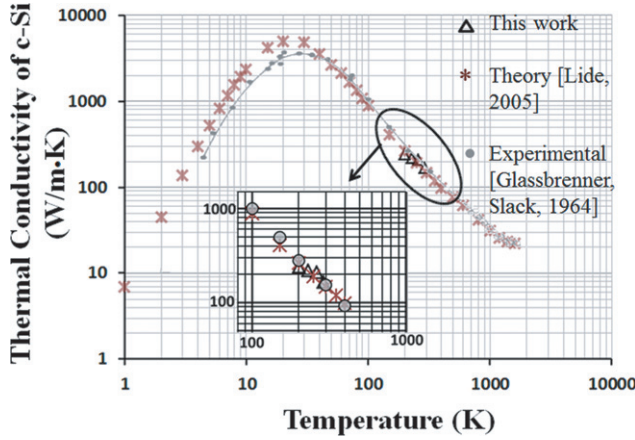 Thermal Conductivity of c-Si
(W/m·K)
10000
1000
100
10
1
This work
Theory [Lide,
2005]
Experimental
[Glassbrenner,
Slack, 1964]
1000
100
100
1000
1
10
100
1000
10000
Temperature (K)